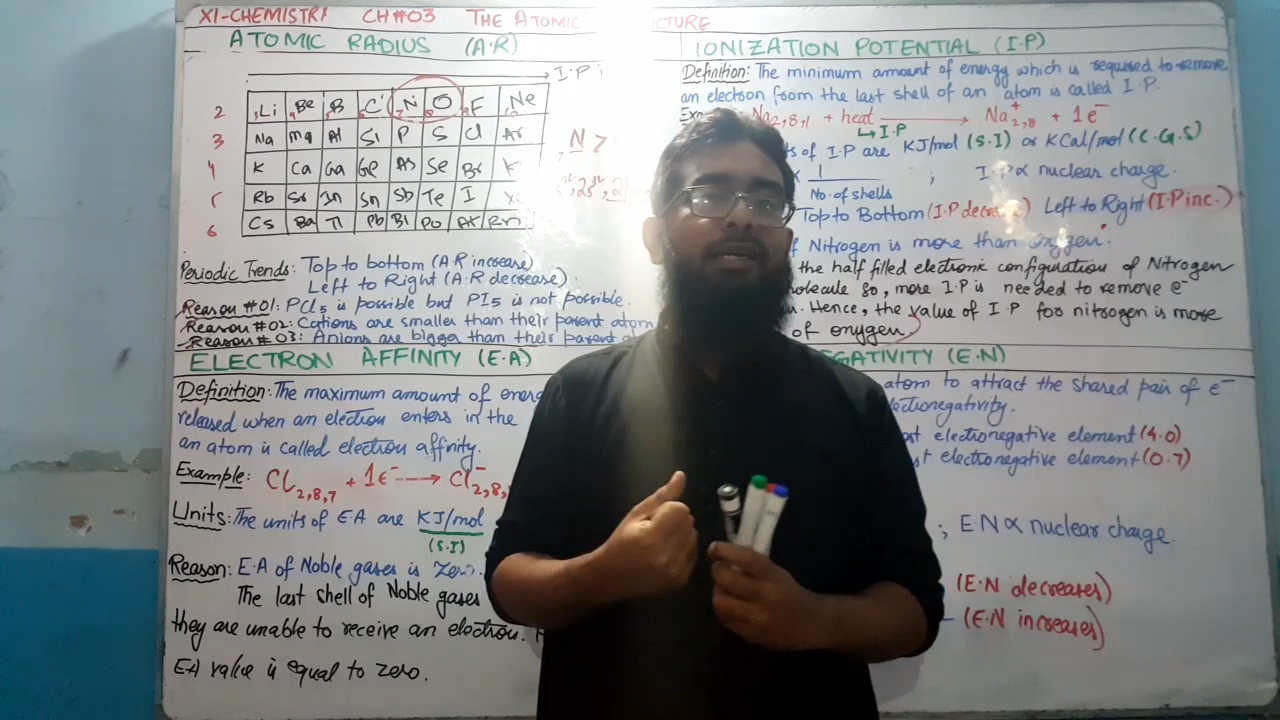 XI-CHEMISTRY CH#03 THE ATOMIC
ATOMIC RADIUS (A.R)
I.P
2 Li Be B C N O F Ne
3 Na Mg Al Si P S Cl Ar
4 K Ca Ga Ge As Se Br K
5 Rb Sr In Sn Sb Te I Xe
6 Cs Ba Tl Pb Bi Po At Rn
N >
Periodic Trends: Top to bottom (A.R increase)
Left to Right (A.R decrease)
Reason #01: PCl5 is possible but PI5 is not possible.
Reason #02: Cations are smaller than their parent atom
Reason #03: Anions are bigger than their parent
IONIZATION POTENTIAL (I.P)
Definition: The minimum amount of energy which is required to remove
an electron from the last shell of an atom is called I.P.
Na2,8,1 + heat → Na+2,8 + 1e-
↳ I.P
of I.P are KJ/mol (S.I) or KCal/mol (C.G.S)
1
No. of shells ; I.P ∝ nuclear charge.
Top to Bottom (I.P decre ) Left to Right (I.P inc.)
Nitrogen is more than oxygen.
the half filled electronic configuration of Nitrogen
so, more I.P is needed to remove e-
Hence, the value of I.P for nitrogen is more
of oxygen
ELECTRON AFFINITY (E.A)
Definition: The maximum amount of
released when an electron enters in the
an atom is called electron affinity.
Example: Cl2,8,7 + 1e- → Cl-2,8,
Units: The units of E.A are KJ/mol
(S.I)
Reason: E.A of Noble gases is Zero.
The last shell of Noble gases
they are unable to receive an electron.
E.A value is equal to zero.
(E.N)
atom to attract the shared pair of e-
electronegative element (4.0)
electronegative element (0.7)
; E.N ∝ nuclear charge.
(E.N decreases)
(E.N increases)